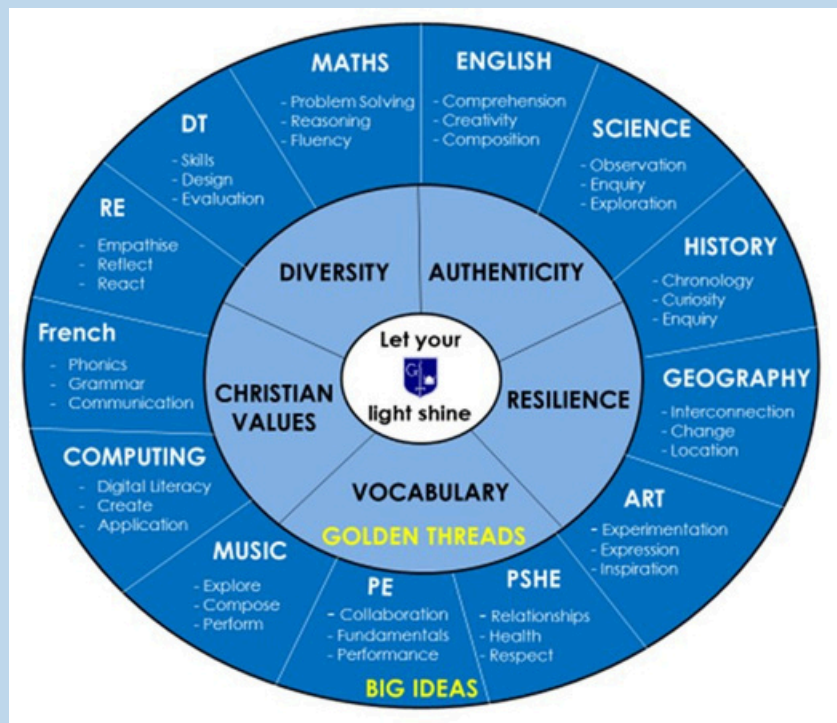 MATHS
- Problem Solving
- Reasoning
- Fluency
ENGLISH
- Comprehension
- Creativity
- Composition
SCIENCE
- Observation
- Enquiry
- Exploration
HISTORY
- Chronology
- Curiosity
- Enquiry
GEOGRAPHY
- Interconnection
- Change
- Location
ART
- Experimentation
- Expression
- Inspiration
PSHE
- Relationships
- Health
- Respect
PE
- Collaboration
- Fundamentals
- Performance
MUSIC
- Explore
- Compose
- Perform
COMPUTING
- Digital Literacy
- Create
- Application
French
- Phonics
- Grammar
- Communication
RE
- Empathise
- Reflect
- React
DT
- Skills
- Design
- Evaluation
BIG IDEAS
DIVERSITY
AUTHENTICITY
RESILIENCE
VOCABULARY
CHRISTIAN
VALUES
GOLDEN THREADS
Let your
light shine